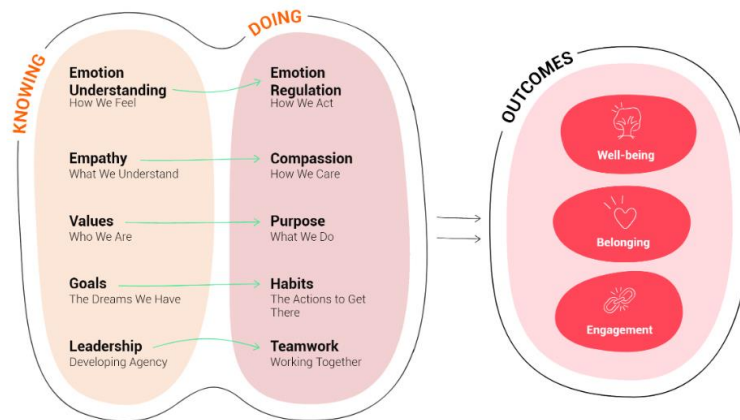 KNOWING
DOING
Emotion
Understanding
How We Feel
Emotion
Regulation
How We Act
Empathy
What We Understand
Compassion
How We Care
Values
Who We Are
Purpose
What We Do
Goals
The Dreams We Have
Habits
The Actions to Get
There
Leadership
Developing Agency
Teamwork
Working Together
OUTCOMES
Well-being
Belonging
Engagement